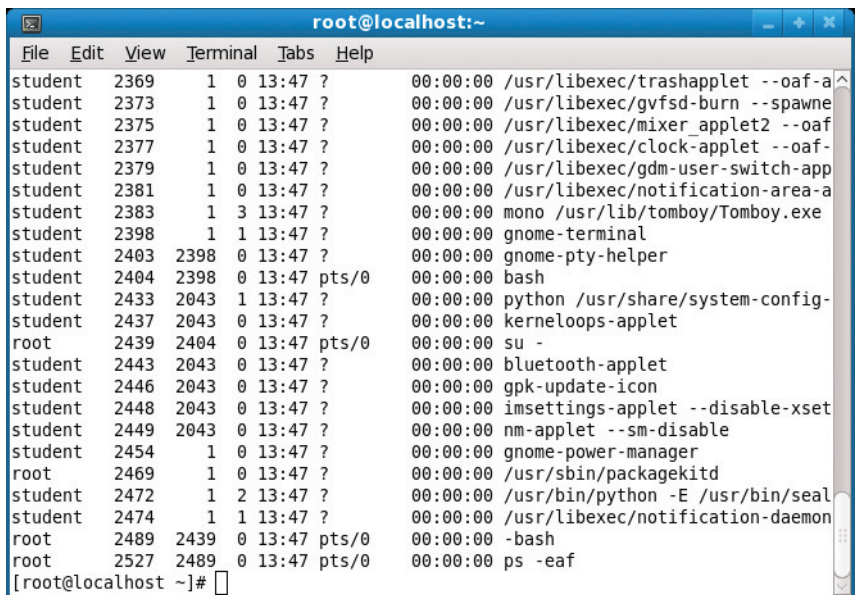 root@localhost:~
File Edit View Terminal Tabs Help
student 2369 1 0 13:47 ? 00:00:00 /usr/libexec/trashapplet --oaf-a
student 2373 1 0 13:47 ? 00:00:00 /usr/libexec/gvfsd-burn --spawne
student 2375 1 0 13:47 ? 00:00:00 /usr/libexec/mixer_applet2 --oaf
student 2377 1 0 13:47 ? 00:00:00 /usr/libexec/clock-applet --oaf-
student 2379 1 0 13:47 ? 00:00:00 /usr/libexec/gdm-user-switch-app
student 2381 1 0 13:47 ? 00:00:00 /usr/libexec/notification-area-a
student 2383 1 3 13:47 ? 00:00:00 mono /usr/lib/tomboy/Tomboy.exe
student 2398 1 1 13:47 ? 00:00:00 gnome-terminal
student 2403 2398 0 13:47 ? 00:00:00 gnome-pty-helper
student 2404 2398 0 13:47 pts/0 00:00:00 bash
student 2433 2043 1 13:47 ? 00:00:00 python /usr/share/system-config-
student 2437 2043 0 13:47 ? 00:00:00 kerneloops-applet
root 2439 2404 0 13:47 pts/0 00:00:00 su -
student 2443 2043 0 13:47 ? 00:00:00 bluetooth-applet
student 2446 2043 0 13:47 ? 00:00:00 gpk-update-icon
student 2448 2043 0 13:47 ? 00:00:00 imsettings-applet --disable-xset
student 2449 2043 0 13:47 ? 00:00:00 nm-applet --sm-disable
student 2454 1 0 13:47 ? 00:00:00 gnome-power-manager
root 2469 1 0 13:47 ? 00:00:00 /usr/sbin/packagekitd
student 2472 1 2 13:47 ? 00:00:00 /usr/bin/python -E /usr/bin/seal
student 2474 1 1 13:47 ? 00:00:00 /usr/libexec/notification-daemon
root 2489 2439 0 13:47 pts/0 00:00:00 -bash
root 2527 2489 0 13:47 pts/0 00:00:00 ps -eaf
[root@localhost ~]#